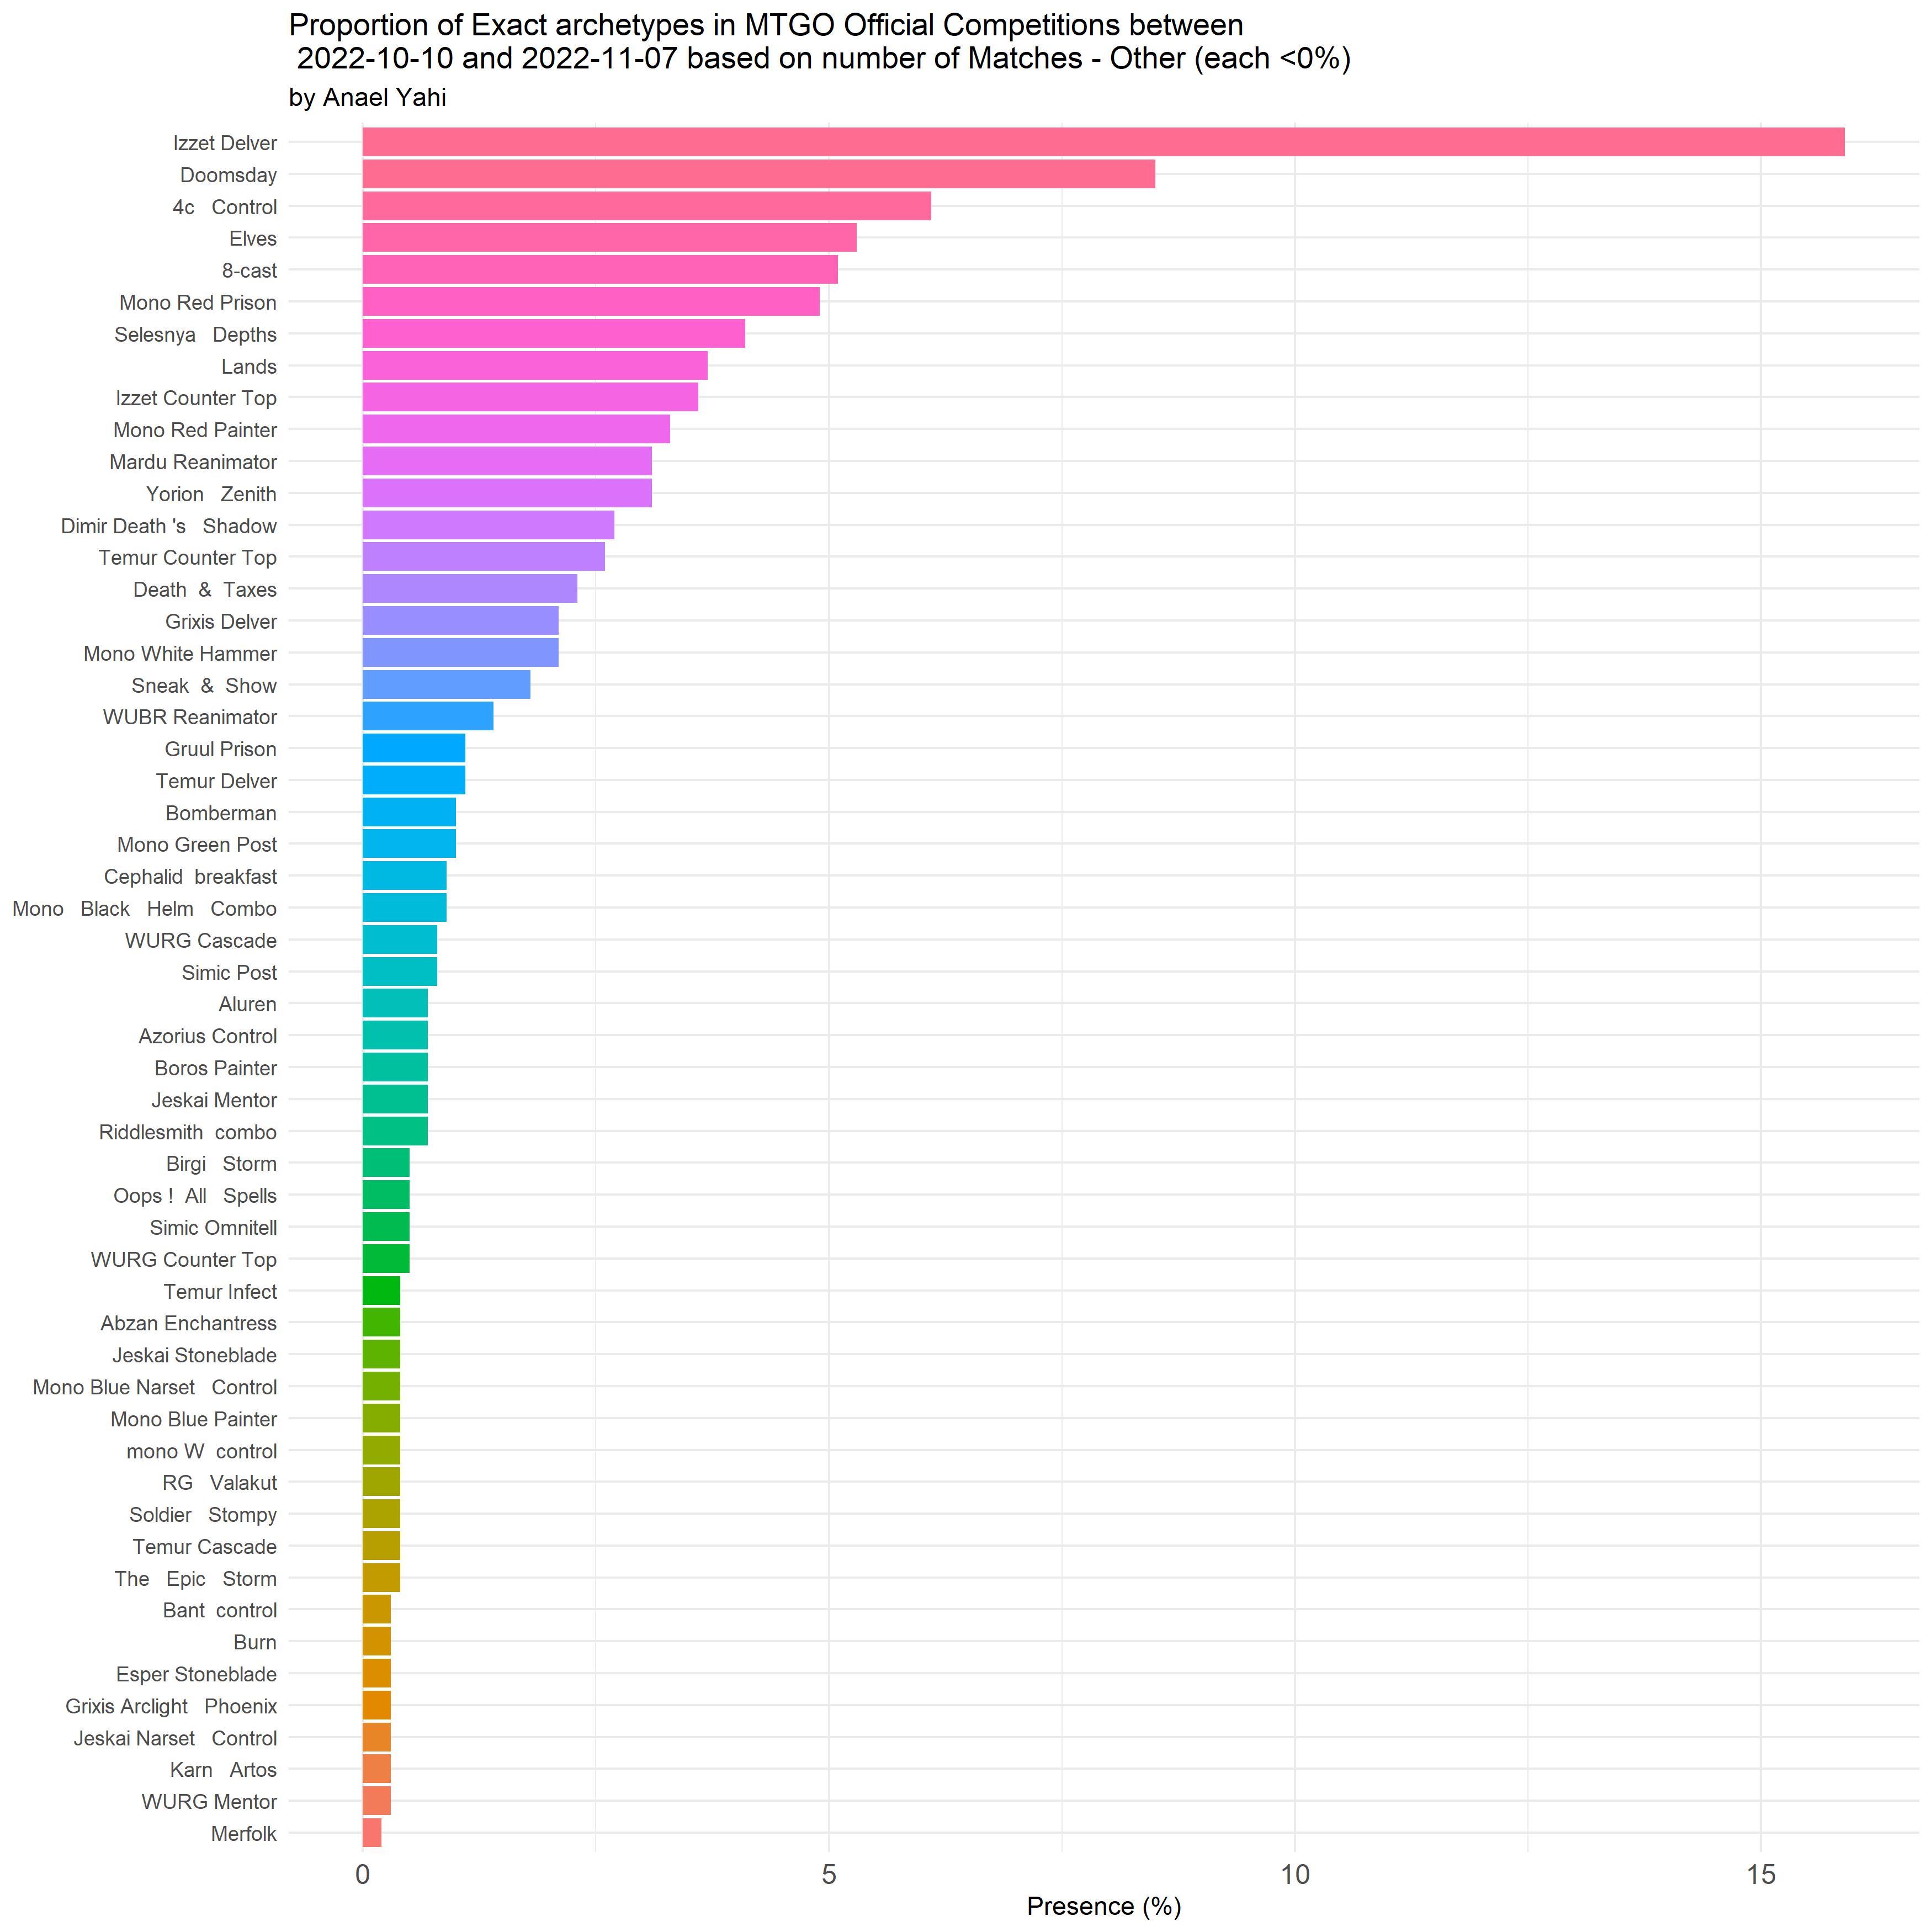 Proportion of Exact archetypes in MTGO Official Competitions between
2022-10-10 and 2022-11-07 based on number of Matches - Other (each <0%)
by Anael Yahi
Izzet Delver
Doomsday
4c Control
Elves
8-cast
Mono Red Prison
Selesnya Depths
Lands
Izzet Counter Top
Mono Red Painter
Mardu Reanimator
Yorion Zenith
Dimir Death 's Shadow
Temur Counter Top
Death & Taxes
Grixis Delver
Mono White Hammer
Sneak & Show
WUBR Reanimator
Gruul Prison
Temur Delver
Bomberman
Mono Green Post
Cephalid breakfast
Mono Black Helm Combo
WURG Cascade
Simic Post
Aluren
Azorius Control
Boros Painter
Jeskai Mentor
Riddlesmith combo
Birgi Storm
Oops ! All Spells
Simic Omnitell
WURG Counter Top
Temur Infect
Abzan Enchantress
Jeskai Stoneblade
Mono Blue Narset Control
Mono Blue Painter
mono W control
RG Valakut
Soldier Stompy
Temur Cascade
The Epic Storm
Bant control
Burn
Esper Stoneblade
Grixis Arclight Phoenix
Jeskai Narset Control
Karn Artos
WURG Mentor
Merfolk
0 5 10 15
Presence (%)